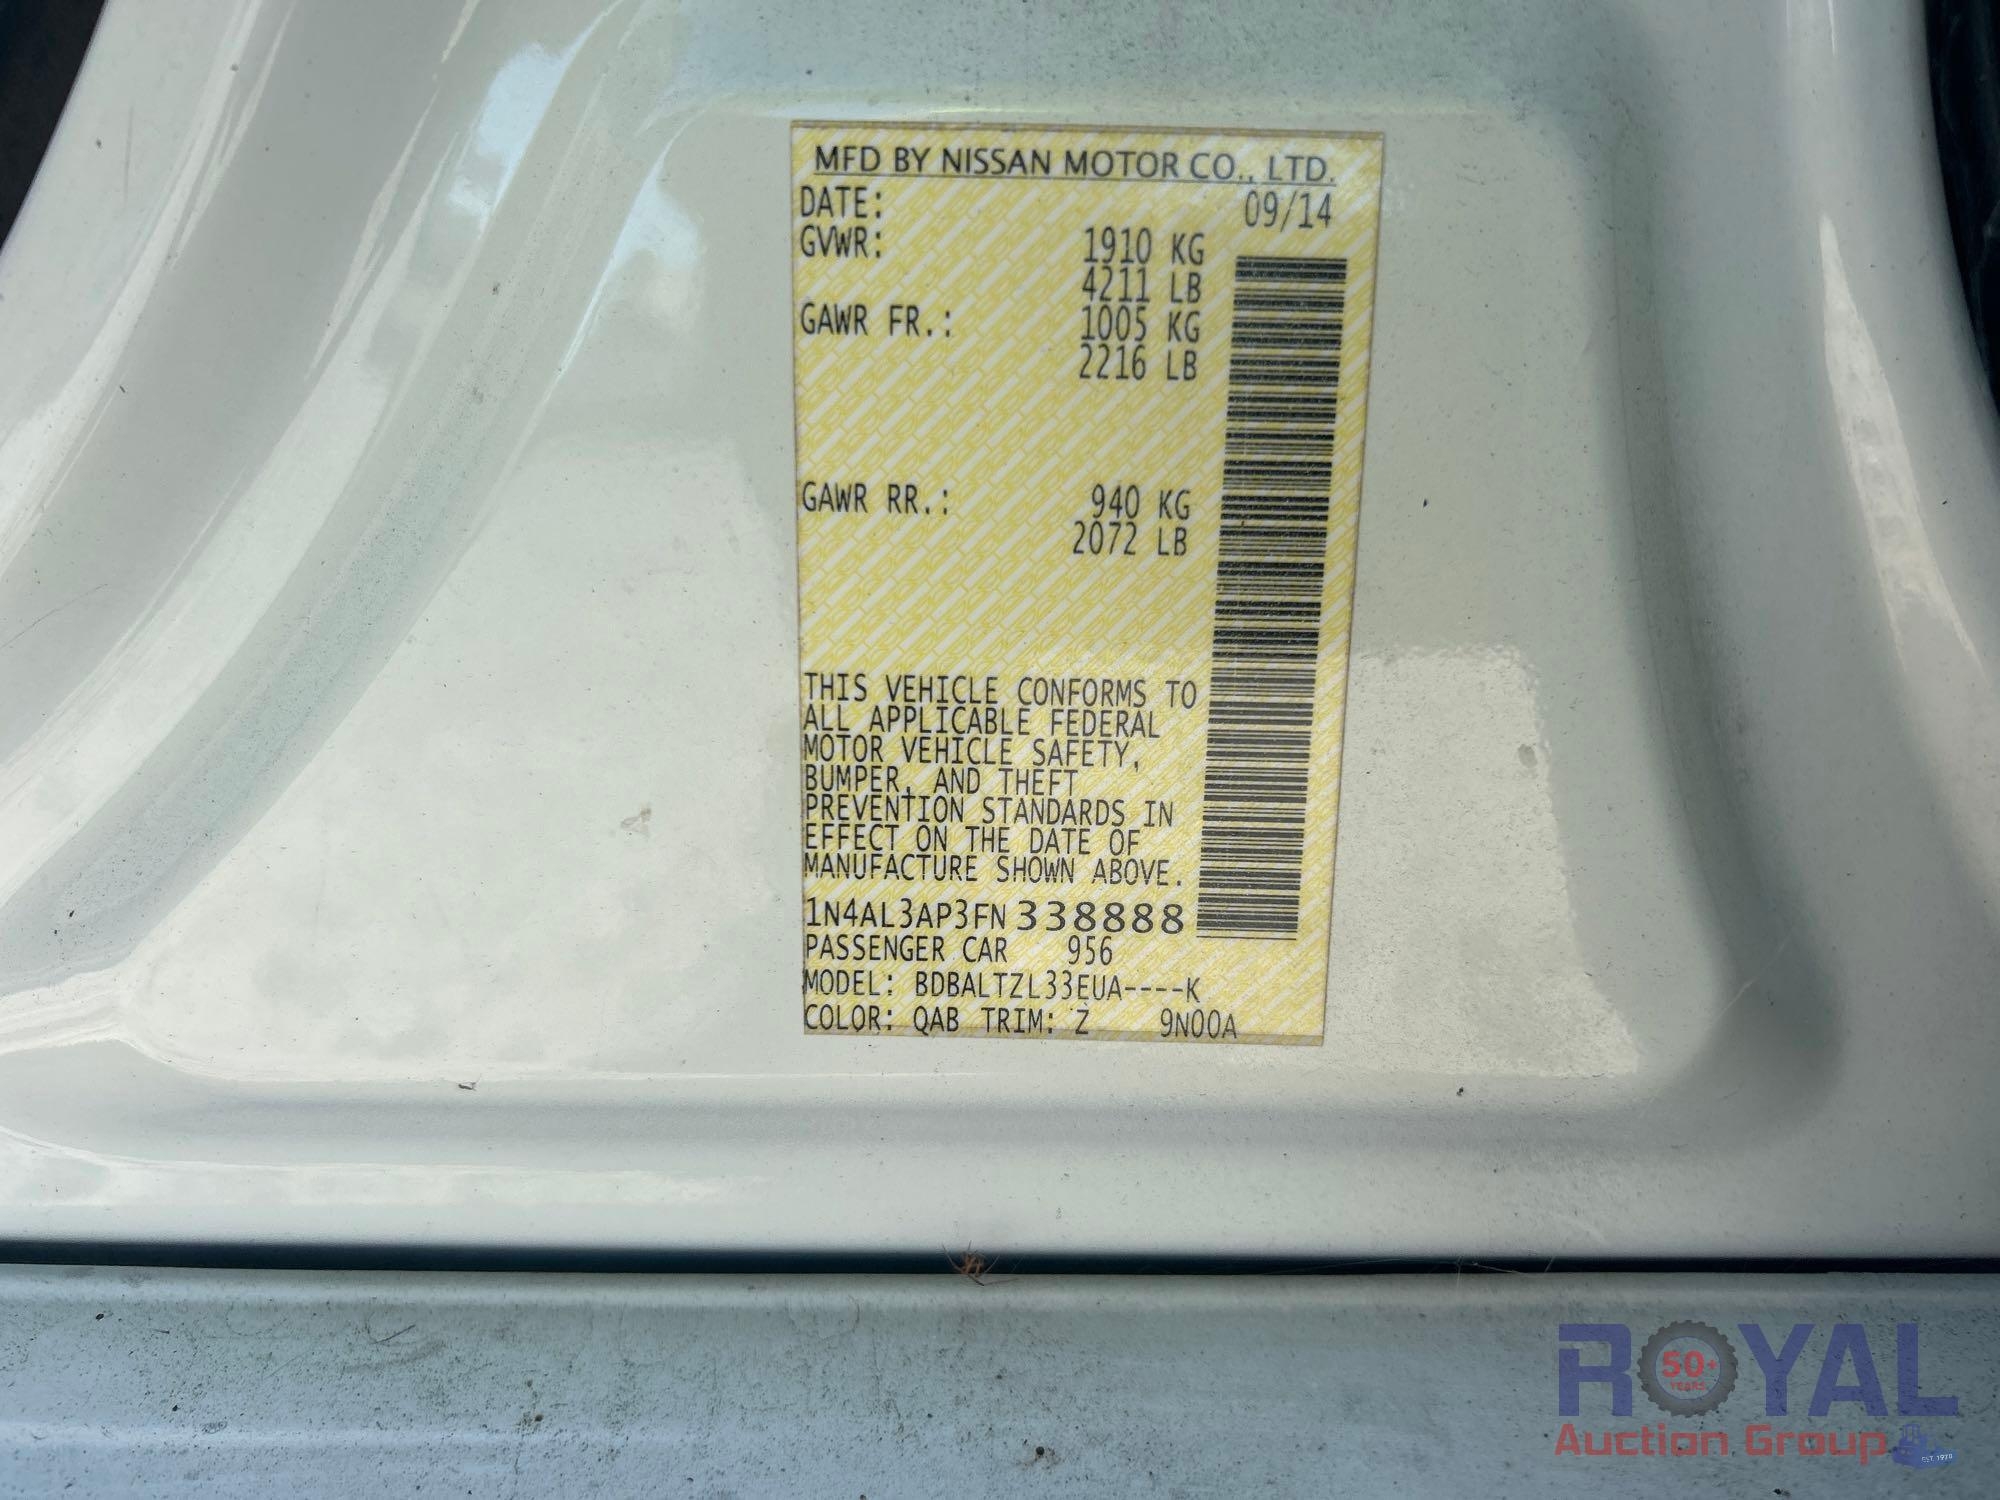 MFD BY NISSAN MOTOR CO., LTD.
DATE: 09/14
GVWR: 1910 KG
4211 LB
GAWR FR.: 1005 KG
2216 LB
GAWR RR.: 940 KG
2072 LB
THIS VEHICLE CONFORMS TO
ALL APPLICABLE FEDERAL
MOTOR VEHICLE SAFETY,
BUMPER, AND THEFT
PREVENTION STANDARDS IN
EFFECT ON THE DATE OF
MANUFACTURE SHOWN ABOVE.
1N4AL3AP3FN338888
PASSENGER CAR 956
MODEL: BDBALTZL33EUA----K
COLOR: QAB TRIM: Z 9N00A
ROYAL
50+
YEARS
Auction Group
EST. 1970